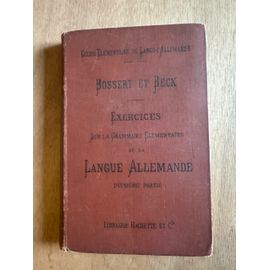 COURS ÉLÉMENTAIRE DE LANGUE ALLEMANDE
BOSSERT ET BECK
EXERCICES
SUR LA GRAMMAIRE ÉLÉMENTAIRE
DE LA
LANGUE ALLEMANDE
DEUXIÈME PARTIE
LIBRAIRIE HACHETTE ET Cie